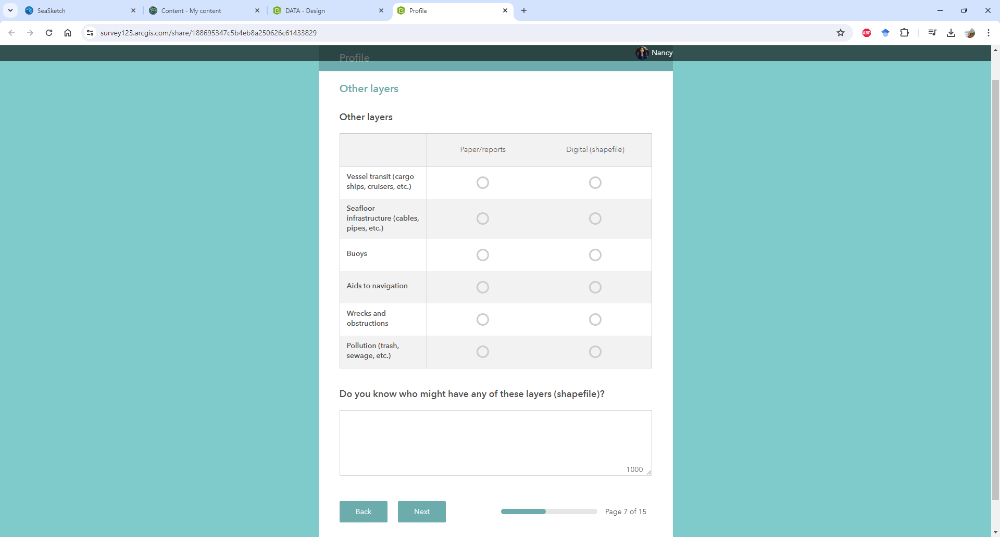 SeaSketch
Content - My content
DATA - Design
Profile
survey123.arcgis.com/share/188695347c5b4eb8a250626c61433829
ABP
Profile
Nancy
Other layers
Other layers
Paper/reports Digital (shapefile)
Vessel transit (cargo
ships, cruisers, etc.)
Seafloor
infrastructure (cables,
pipes, etc.)
Buoys
Aids to navigation
Wrecks and
obstructions
Pollution (trash,
sewage, etc.)
Do you know who might have any of these layers (shapefile)?
1000
Back Next Page 7 of 15